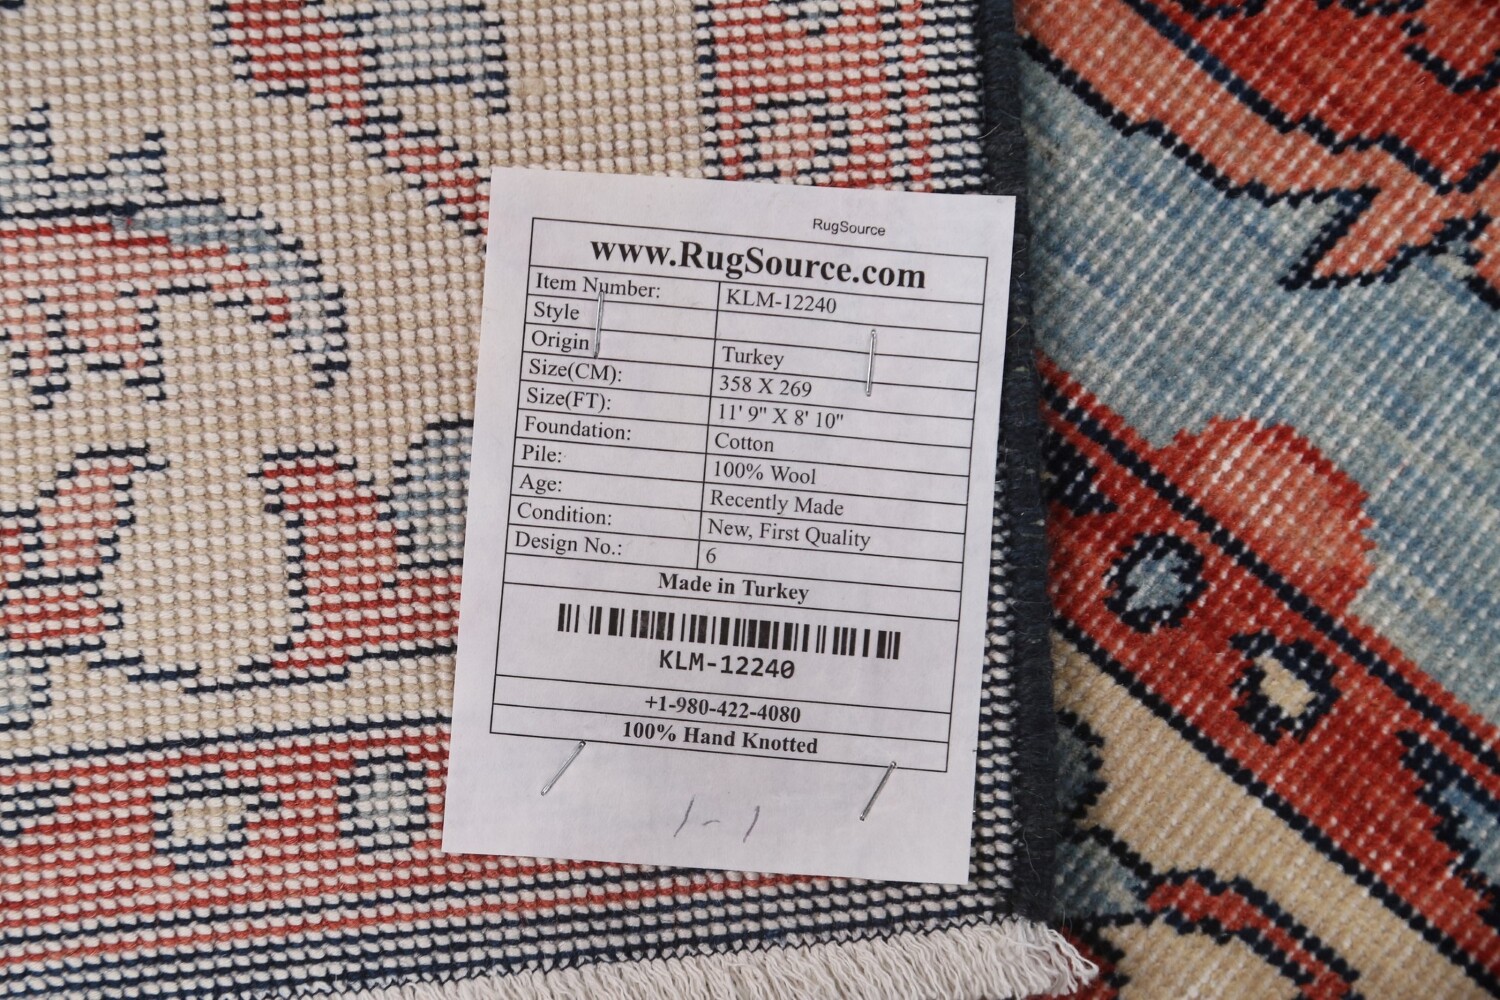 RugSource
www.RugSource.com
Item Number: KLM-12240
Style
Origin Turkey
Size(CM): 358 X 269
Size(FT): 11' 9" X 8' 10"
Foundation: Cotton
Pile: 100% Wool
Age: Recently Made
Condition: New, First Quality
Design No.: 6
Made in Turkey
KLM-12240
+1-980-422-4080
100% Hand Knotted
1-1